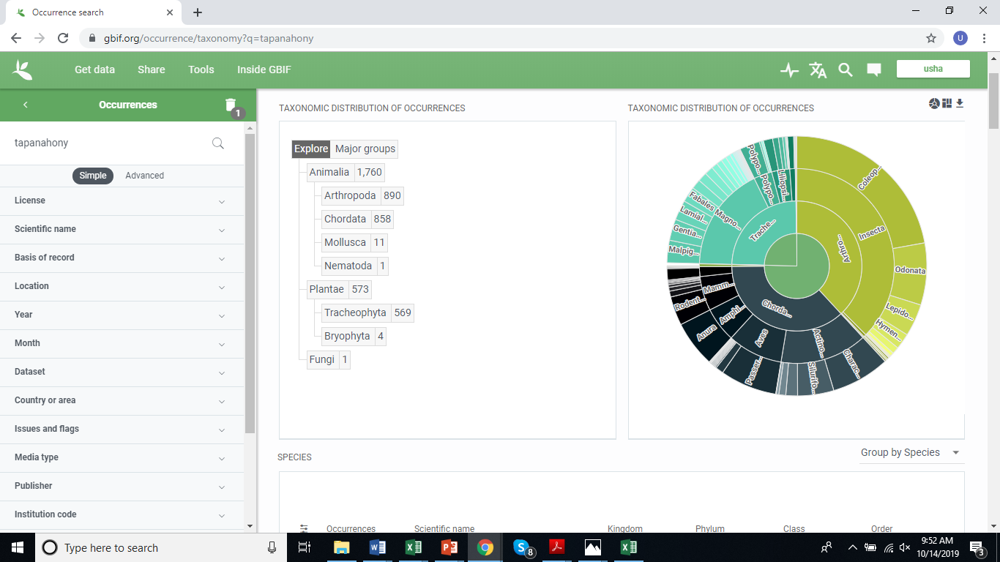 Occurrence search
gbif.org/occurrence/taxonomy?q=tapanahony
U
Get data
Share
Tools
Inside GBIF
usha
Occurrences
1
tapanahony
Simple
Advanced
License
Scientific name
Basis of record
Location
Year
Month
Dataset
Country or area
Issues and flags
Media type
Publisher
Institution code
TAXONOMIC DISTRIBUTION OF OCCURRENCES
Explore Major groups
Animalia 1,760
Arthropoda 890
Chordata 858
Mollusca 11
Nematoda 1
Plantae 573
Tracheophyta 569
Bryophyta 4
Fungi 1
TAXONOMIC DISTRIBUTION OF OCCURRENCES
Coleop...
Insecta
Arthro...
Odonata
Lepido...
Hymen...
Charac...
Actino...
Silurifo...
Chorda...
Aves
Passer...
Amphi...
Anura
Mamm...
Rodent...
Malpig...
Gentia...
Lamial...
Fabales
Magno...
Trache...
Polypo...
Polypo...
Liliopsi...
SPECIES
Group by Species
Occurrences Scientific name Kingdom Phylum Class Order
Type here to search
8
9:52 AM
10/14/2019
3